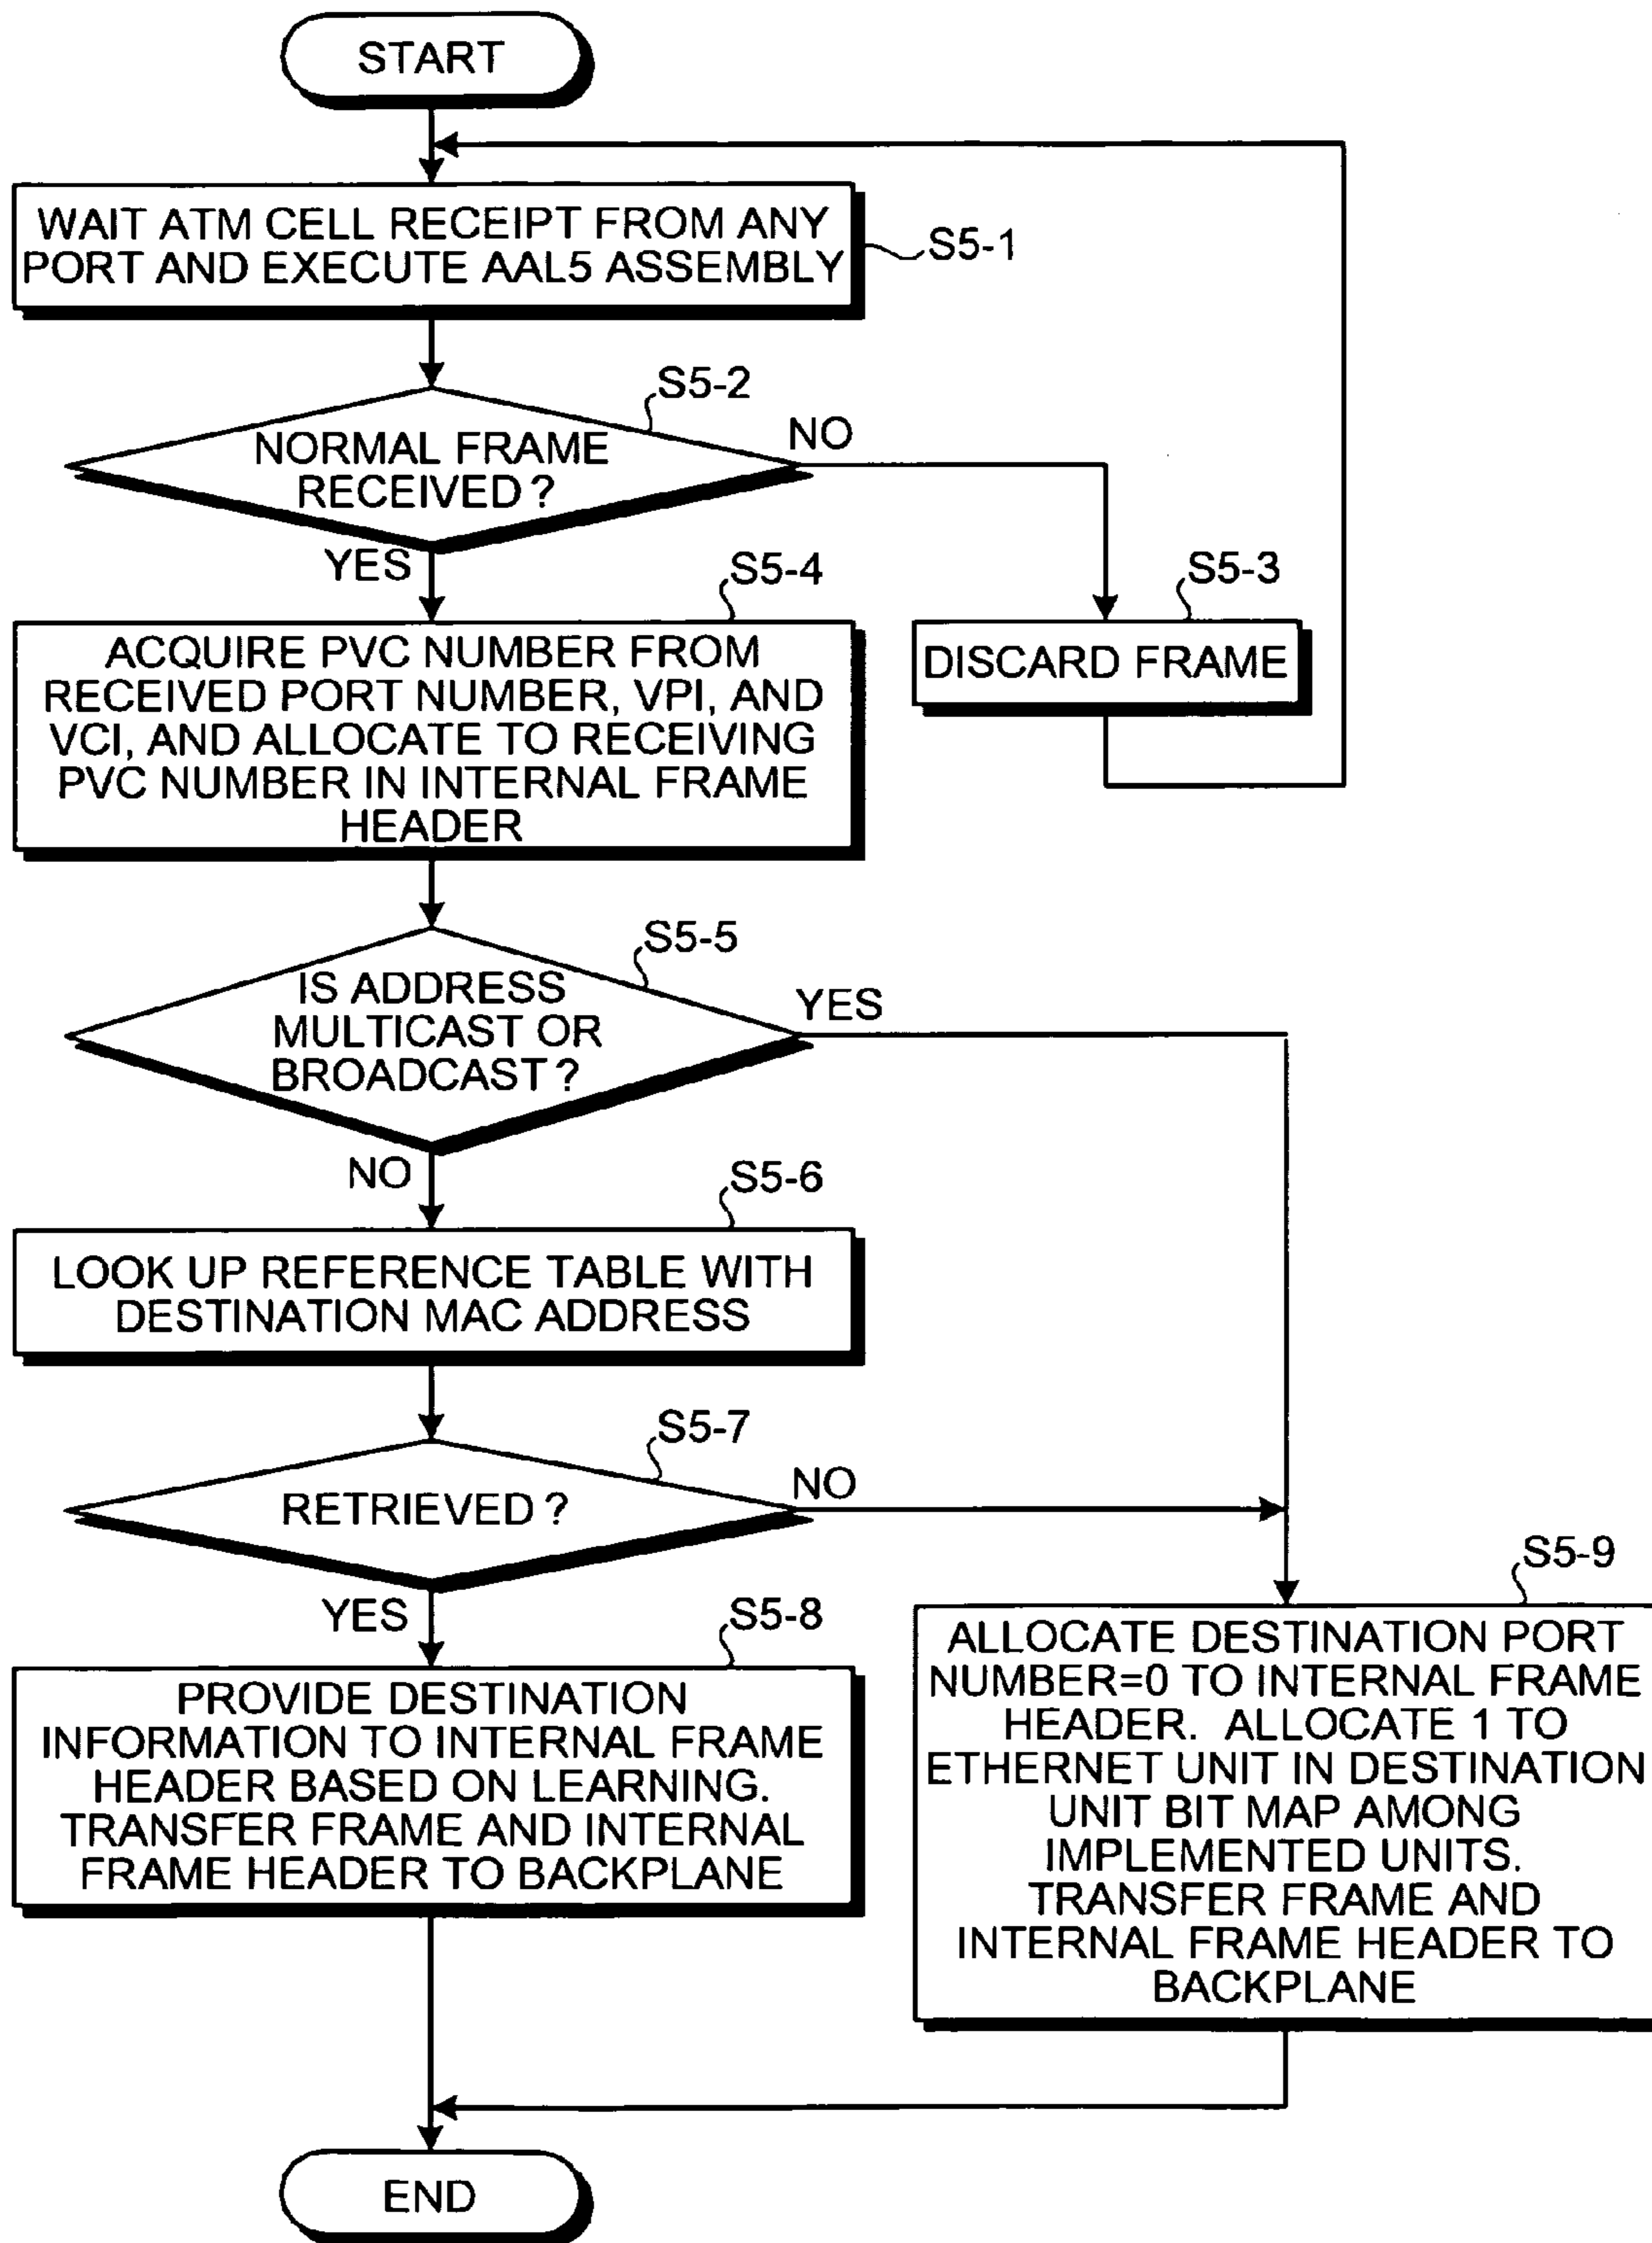 START
WAIT ATM CELL RECEIPT FROM ANY
PORT AND EXECUTE AAL5 ASSEMBLY
S5-1
S5-2
NORMAL FRAME
RECEIVED?
NO
YES
S5-4
ACQUIRE PVC NUMBER FROM
RECEIVED PORT NUMBER, VPI, AND
VCI, AND ALLOCATE TO RECEIVING
PVC NUMBER IN INTERNAL FRAME
HEADER
S5-3
DISCARD FRAME
S5-5
IS ADDRESS
MULTICAST OR
BROADCAST?
YES
NO
S5-6
LOOK UP REFERENCE TABLE WITH
DESTINATION MAC ADDRESS
S5-7
RETRIEVED?
NO
YES
S5-8
PROVIDE DESTINATION
INFORMATION TO INTERNAL FRAME
HEADER BASED ON LEARNING.
TRANSFER FRAME AND INTERNAL
FRAME HEADER TO BACKPLANE
S5-9
ALLOCATE DESTINATION PORT
NUMBER=0 TO INTERNAL FRAME
HEADER. ALLOCATE 1 TO
ETHERNET UNIT IN DESTINATION
UNIT BIT MAP AMONG
IMPLEMENTED UNITS.
TRANSFER FRAME AND
INTERNAL FRAME HEADER TO
BACKPLANE
END